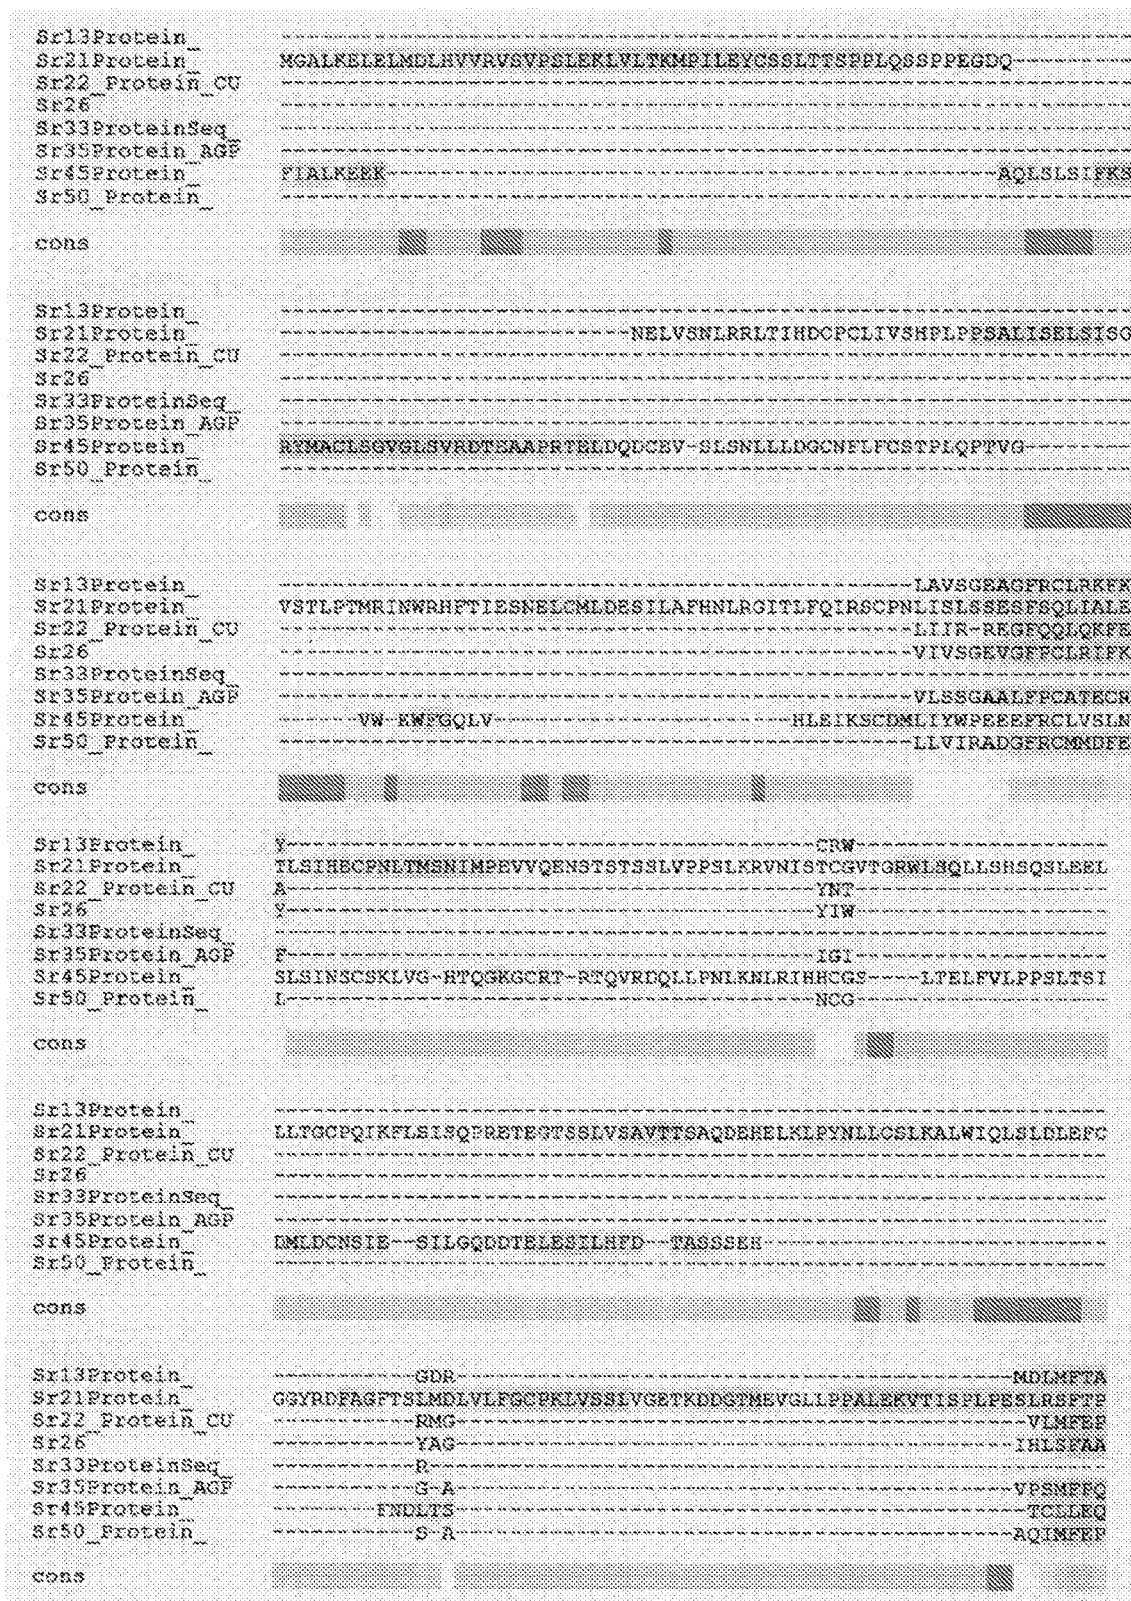 Sr13Protein_ --------------------------------------------------------------
Sr21Protein_ MGALKELELMDLHVVRVSVPSLEKLVLTKMPILEYCSSLTTSPPLQSSPPEGDQ---------
Sr22_Protein_CU --------------------------------------------------------------
Sr26 --------------------------------------------------------------
Sr33ProteinSeq_ --------------------------------------------------------------
Sr35Protein_AGP --------------------------------------------------------------
Sr45Protein_ FIALKEEK---------------------------------------------AQLSLSIFKS
Sr50_Protein_ --------------------------------------------------------------
cons
Sr13Protein_ --------------------------------------------------------------
Sr21Protein_ --------------------------NELVSNLRRLTIHDCPCLIVSHPLPPSALISELSISG
Sr22_Protein_CU --------------------------------------------------------------
Sr26 --------------------------------------------------------------
Sr33ProteinSeq_ --------------------------------------------------------------
Sr35Protein_AGP --------------------------------------------------------------
Sr45Protein_ RYMACLSGVGLSVRDTEAAPRTELDQDCEV-SLSNLLLDGCNFLFCSTPLQPTVG--------
Sr50_Protein_ --------------------------------------------------------------
cons
Sr13Protein_ -----------------------------------------------LAVSGEAGFRCLRKFK
Sr21Protein_ VSTLPTMRINWRHFTIESNELCMLDESILAFHNLRGITLFQIRSCPNLISLSSESFSQLIALE
Sr22_Protein_CU -----------------------------------------------LIIR-REGFQQLQKFE
Sr26 -----------------------------------------------VIVSGEVGFPCLRIFK
Sr33ProteinSeq_ --------------------------------------------------------------
Sr35Protein_AGP -----------------------------------------------VLSSGAALFPCATECR
Sr45Protein_ ------VW-KWFGQLV----------------------HLEIKSCDMLIYWPEEEFRCLVSLN
Sr50_Protein_ -----------------------------------------------LLVIRADGFRCMMDFE
cons
Sr13Protein_ Y---------------------------------------CRW-------------------
Sr21Protein_ TLSIHECPNLTMSNIMPEVVQENSTSTSSLVPPSLKRVNISTCGVTGRWLSQLLSHSQSLEEL
Sr22_Protein_CU A---------------------------------------YNT-------------------
Sr26 Y---------------------------------------YIW-------------------
Sr33ProteinSeq_ --------------------------------------------------------------
Sr35Protein_AGP F---------------------------------------IGI-------------------
Sr45Protein_ SLSINSCSKLVG-HTQGKGCRT-RTQVRDQLLPNLKNLRIHHCGS----LTELFVLPPSLTSI
Sr50_Protein_ L---------------------------------------NCG-------------------
cons
Sr13Protein_ --------------------------------------------------------------
Sr21Protein_ LLTGCPQIKFLSISQPRETEGTSSLVSAVTTSAQDEHELKLPYNLLCSLKALWIQLSLDLEFC
Sr22_Protein_CU --------------------------------------------------------------
Sr26 --------------------------------------------------------------
Sr33ProteinSeq_ --------------------------------------------------------------
Sr35Protein_AGP --------------------------------------------------------------
Sr45Protein_ DMLDCNSIE--SILGQDDTELESILHFD--TASSSEH--------------------------
Sr50_Protein_ --------------------------------------------------------------
cons
Sr13Protein_ -----------GDR-----------------------------------------MDLMFTA
Sr21Protein_ GGYRDFAGFTSLMDLVLFGCPKLVSSLVGETKDDGTMEVGLLPPALEKVTISPLPESLRSFTP
Sr22_Protein_CU -----------RMG------------------------------------------VLMFEP
Sr26 -----------YAG-----------------------------------------IHLSFAA
Sr33ProteinSeq_ -----------R--------------------------------------------------
Sr35Protein_AGP -----------G-A-----------------------------------------VPSMFFQ
Sr45Protein_ --------FNDLTS------------------------------------------TCLLEQ
Sr50_Protein_ -----------S-A-----------------------------------------AQIMFEP
cons